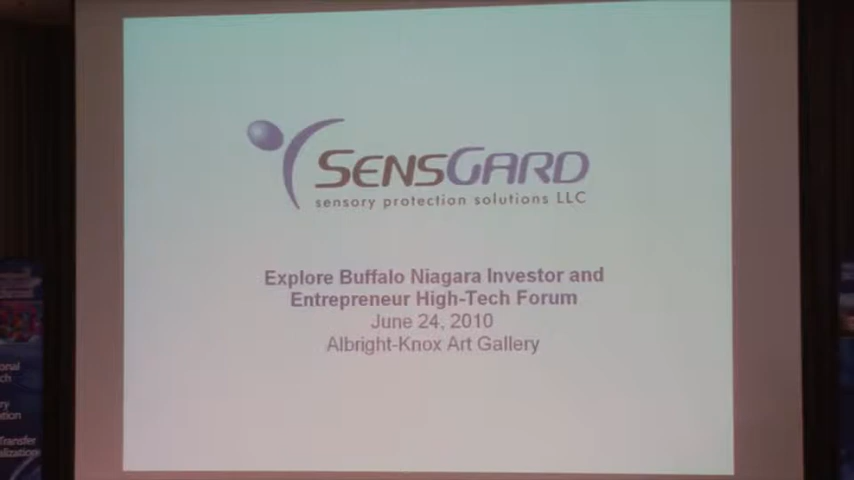 SENSGARD
sensory protection solutions LLC
Explore Buffalo Niagara Investor and
Entrepreneur High-Tech Forum
June 24, 2010
Albright-Knox Art Gallery
Transfer